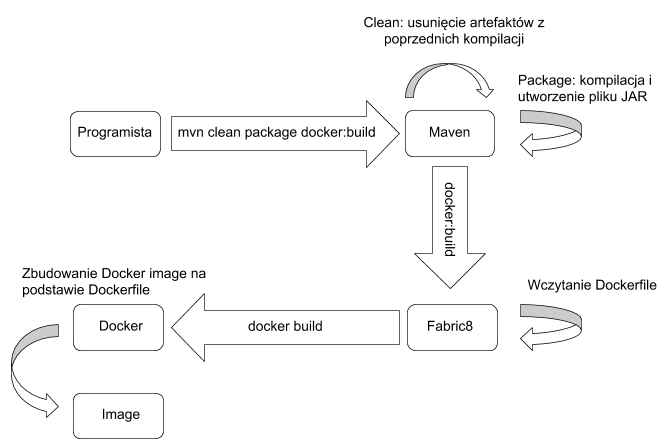 Clean: usunięcie artefaktów z
poprzednich kompilacji
Package: kompilacja i
utworzenie pliku JAR
Programista
mvn clean package docker:build
Maven
docker:build
Zbudowanie Docker image na
podstawie Dockerfile
Wczytanie Dockerfile
Docker
docker build
Fabric8
Image